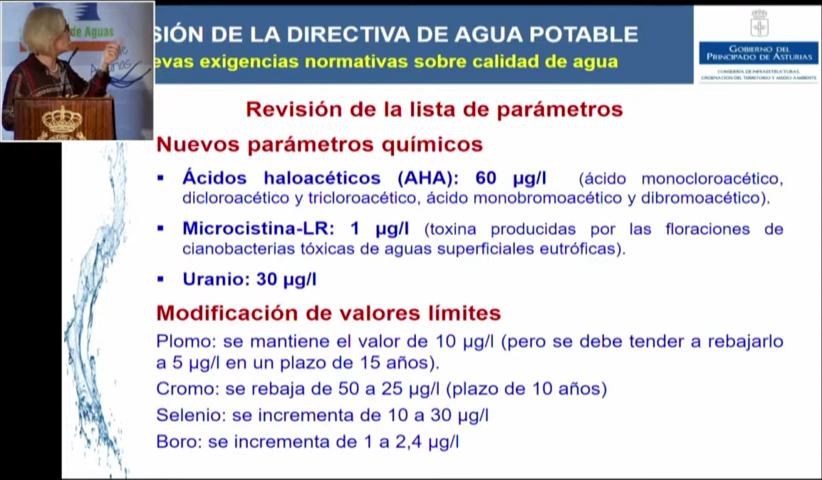 de Aguas
SIÓN DE LA DIRECTIVA DE AGUA POTABLE
evas exigencias normativas sobre calidad de agua
GOBIERNO DEL
PRINCIPADO DE ASTURIAS
CONSEJERÍA DE INFRAESTRUCTURAS,
ORDENACIÓN DEL TERRITORIO Y MEDIO AMBIENTE
Revisión de la lista de parámetros
Nuevos parámetros químicos
▪ Ácidos haloacéticos (AHA): 60 µg/l (ácido monocloroacético,
dicloroacético y tricloroacético, ácido monobromoacético y dibromoacético).
▪ Microcistina-LR: 1 µg/l (toxina producidas por las floraciones de
cianobacterias tóxicas de aguas superficiales eutróficas).
▪ Uranio: 30 µg/l
Modificación de valores límites
Plomo: se mantiene el valor de 10 µg/l (pero se debe tender a rebajarlo
a 5 µg/l en un plazo de 15 años).
Cromo: se rebaja de 50 a 25 µg/l (plazo de 10 años)
Selenio: se incrementa de 10 a 30 µg/l
Boro: se incrementa de 1 a 2,4 µg/l